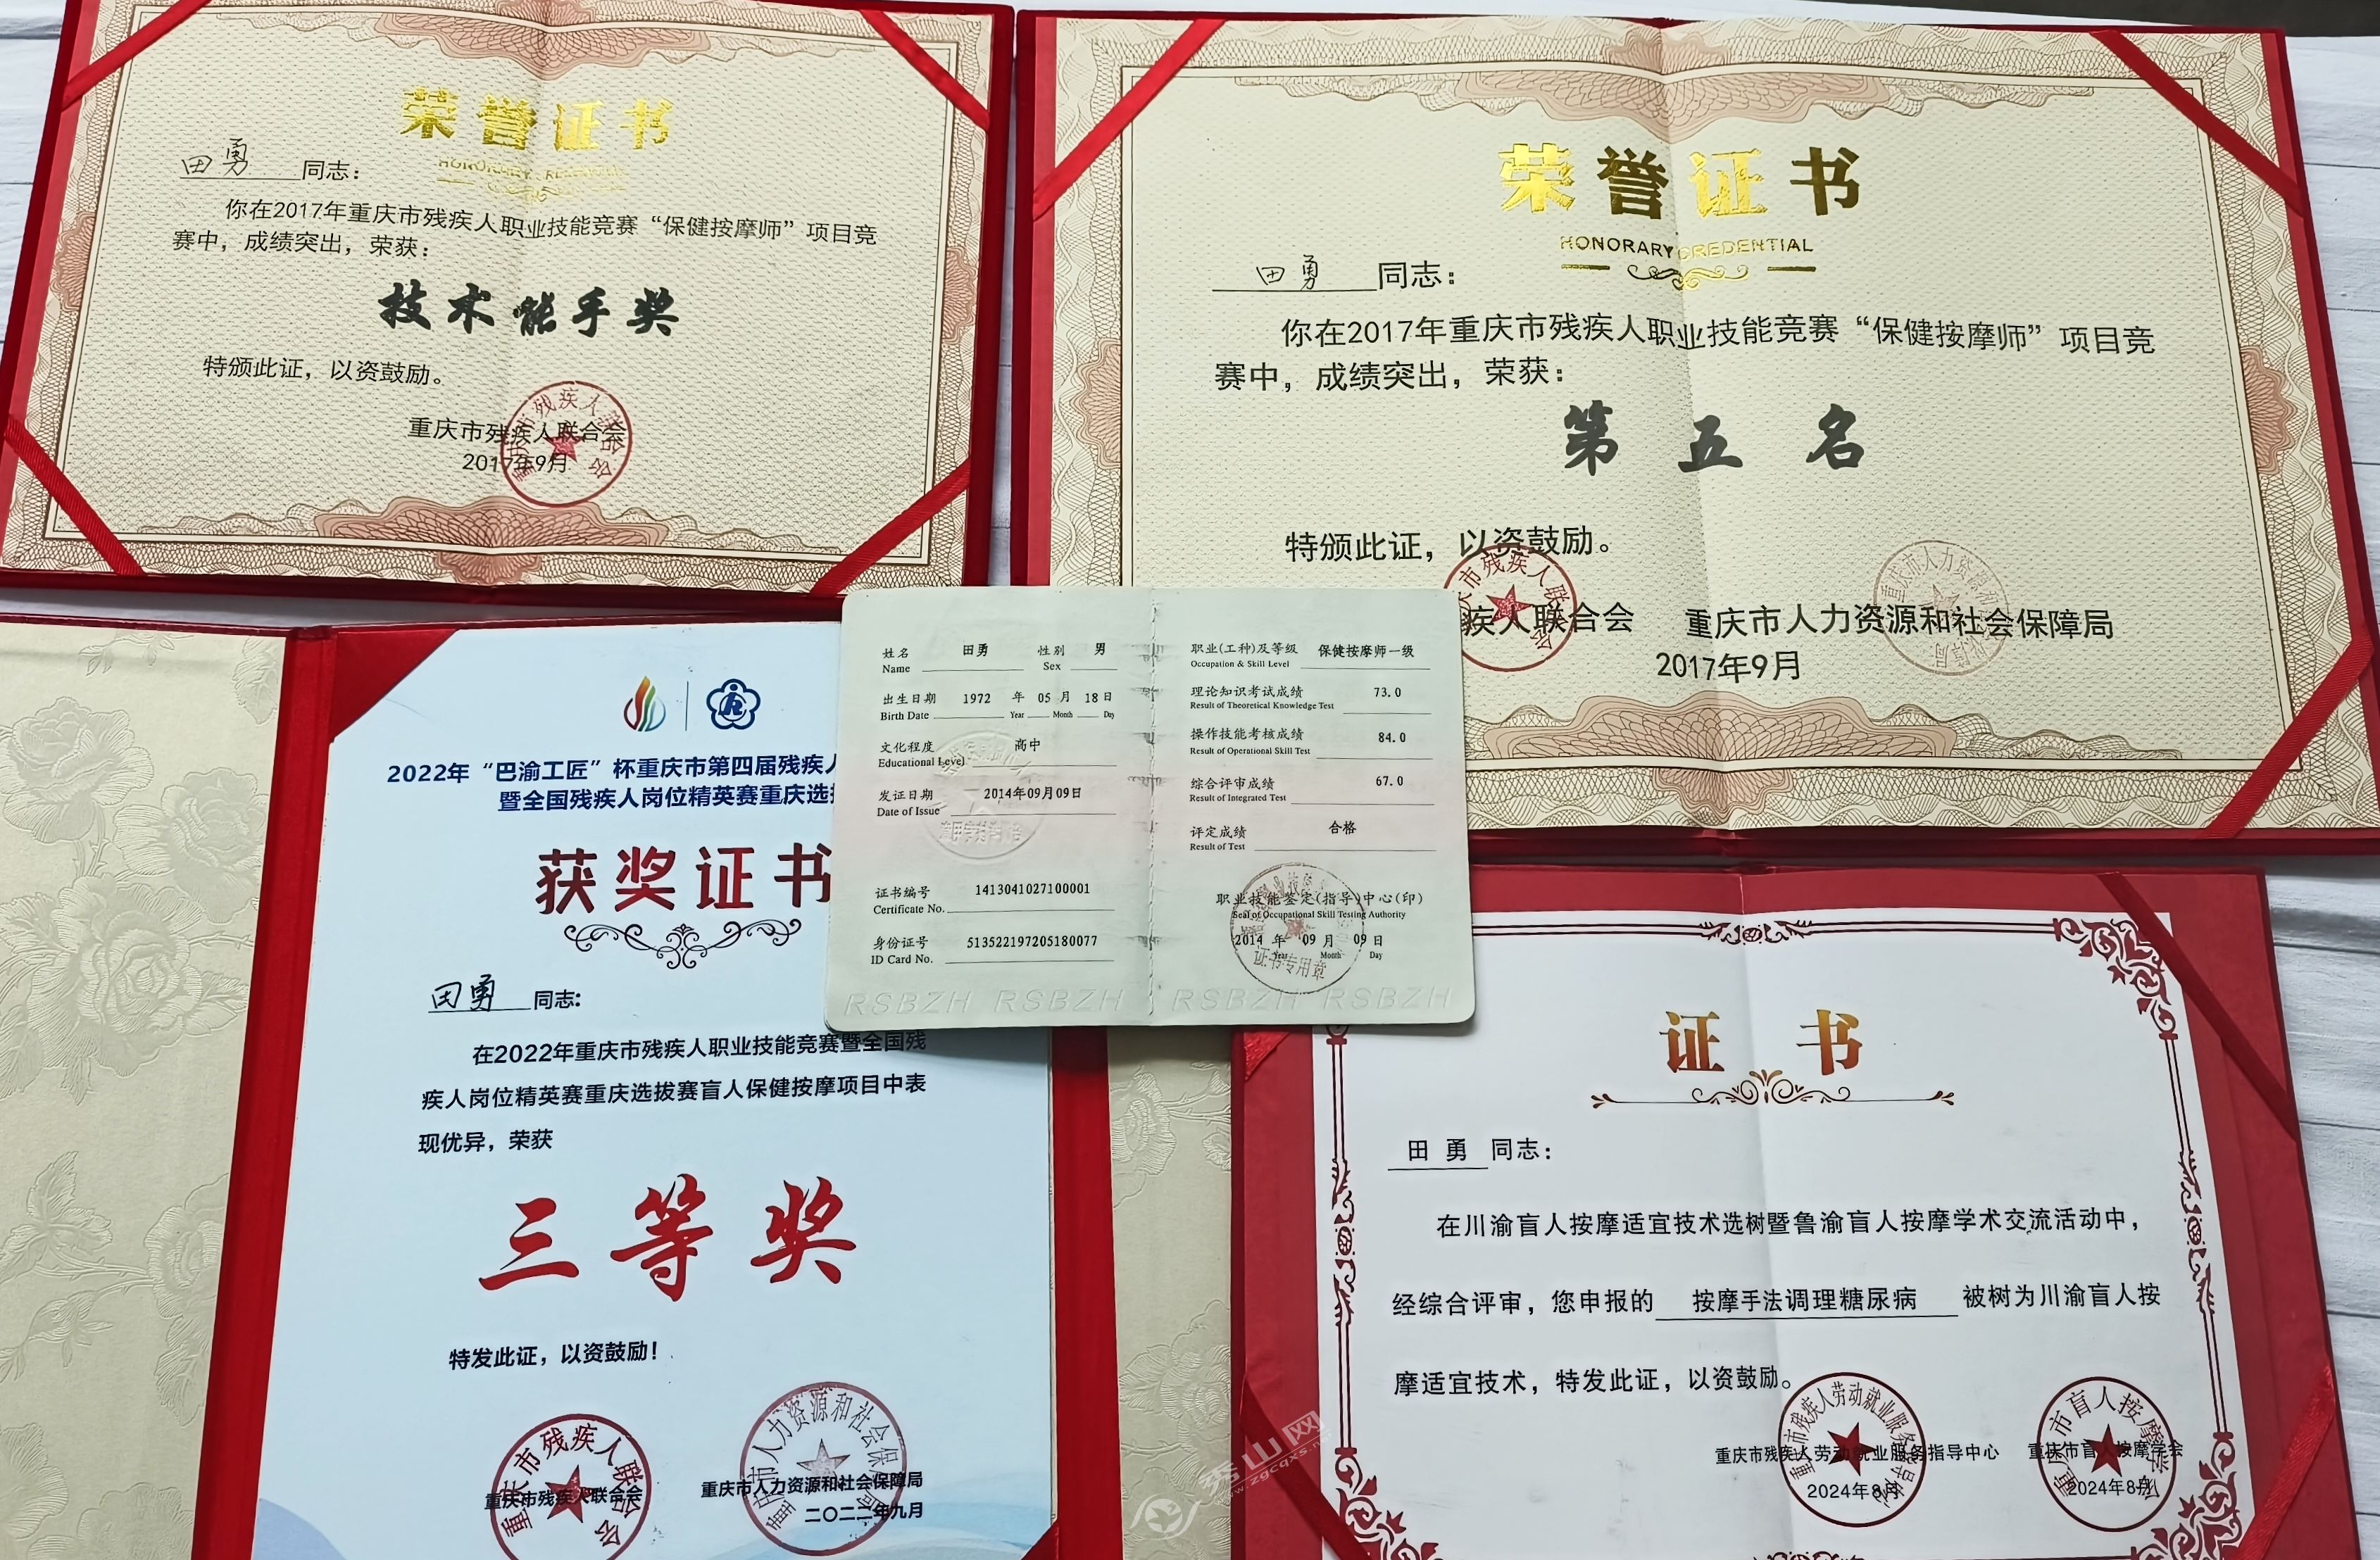 荣誉证书
HONORARY CREDENTIAL
田勇 同志：
你在2017年重庆市残疾人职业技能竞赛“保健按摩师”项目竞
赛中，成绩突出，荣获：
技术能手奖
特颁此证，以资鼓励。
重庆市残疾人联合会
2017年9月
荣誉证书
HONORARY CREDENTIAL
田勇 同志：
你在2017年重庆市残疾人职业技能竞赛“保健按摩师”项目竞
赛中，成绩突出，荣获：
第五名
特颁此证，以资鼓励。
疾人联合会 重庆市人力资源和社会保障局
2017年9月
2022年“巴渝工匠”杯重庆市第四届残疾人
暨全国残疾人岗位精英赛重庆选拔
获奖证书
田勇 同志:
在2022年重庆市残疾人职业技能竞赛暨全国残
疾人岗位精英赛重庆选拔赛盲人保健按摩项目中表
现优异，荣获
三等奖
特发此证，以资鼓励！
重庆市残疾人联合会 重庆市人力资源和社会保障局
二〇二二年九月
姓名 田勇 性别 男
Name Sex
出生日期 1972 年 05 月 18 日
Birth Date Year Month Day
文化程度 高中
Educational Level
发证日期 2014年09月09日
Date of Issue
证书编号 1413041027100001
Certificate No.
身份证号 513522197205180077
ID Card No.
职业(工种)及等级 保健按摩师一级
Occupation & Skill Level
理论知识考试成绩 73.0
Result of Theoretical Knowledge Test
操作技能考核成绩 84.0
Result of Operational Skill Test
综合评审成绩 67.0
Result of Integrated Test
评定成绩 合格
Result of Test
职业技能鉴定(指导)中心(印)
Seal of Occupational Skill Testing Authority
2014 年 09 月 09 日
Year Month Day
证书专用章
RSBZH RSBZH RSBZH RSBZH
证书
田勇 同志：
在川渝盲人按摩适宜技术选树暨鲁渝盲人按摩学术交流活动中，
经综合评审，您申报的 按摩手法调理糖尿病 被树为川渝盲人按
摩适宜技术，特发此证，以资鼓励。
重庆市残疾人劳动就业服务指导中心 重庆市盲人按摩学会
2024年8月 2024年8月
秀山网
www.zgcqxs.n